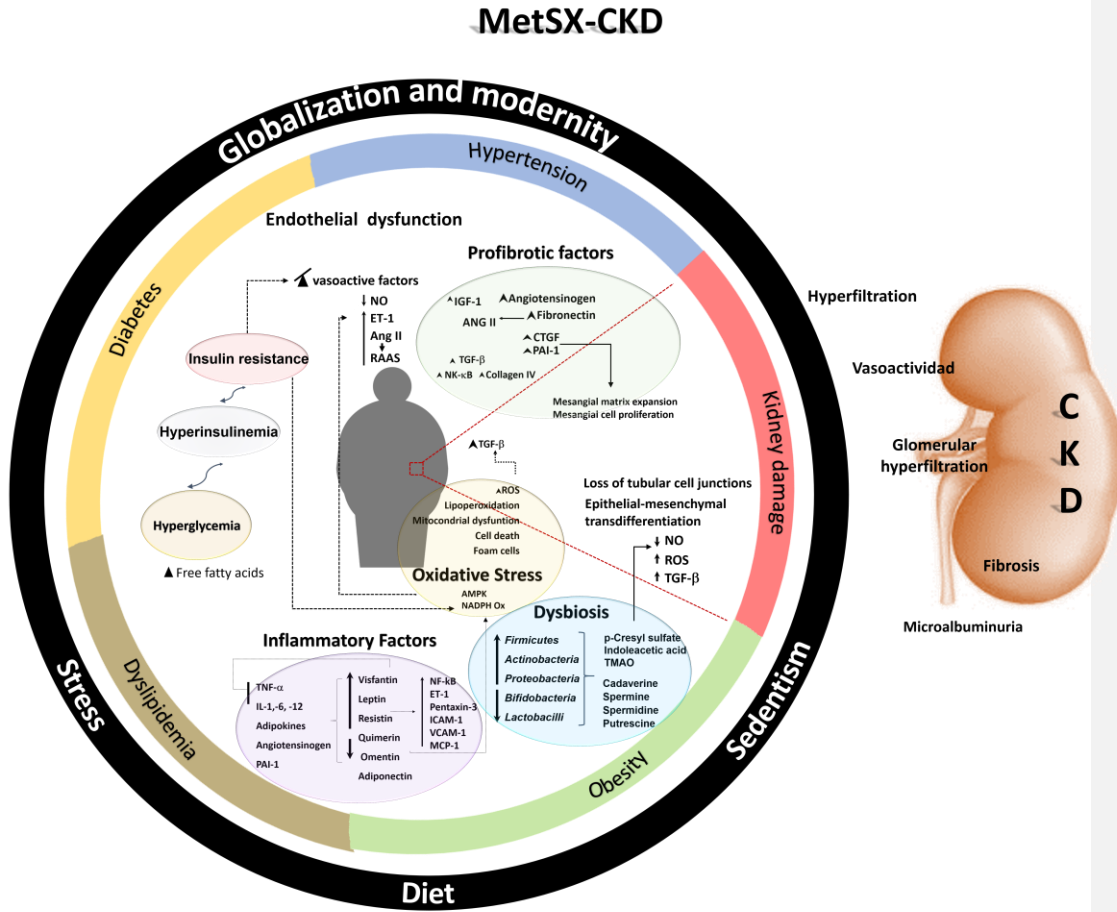 MetSX-CKD
Globalization and modernity
Hypertension
Diabetes
Endothelial dysfunction
vasoactive factors
NO
ET-1
Ang II
RAAS
Profibrotic factors
IGF-1
Angiotensinogen
ANG II
Fibronectin
CTGF
PAI-1
TGF-β
NK-κB
Collagen IV
Mesangial matrix expansion
Mesangial cell proliferation
Insulin resistance
Hyperinsulinemia
Hyperglycemia
Free fatty acids
TGF-β
ROS
Lipoperoxidation
Mitocondrial dysfuntion
Cell death
Foam cells
Oxidative Stress
AMPK
NADPH Ox
Loss of tubular cell junctions
Epithelial-mesenchymal
transdifferentiation
NO
ROS
TGF-β
Kidney damage
Dysbiosis
Firmicutes
Actinobacteria
Proteobacteria
Bifidobacteria
Lactobacilli
p-Cresyl sulfate
Indoleacetic acid
TMAO
Cadaverine
Spermine
Spermidine
Putrescine
Inflammatory Factors
TNF-α
IL-1,-6, -12
Adipokines
Angiotensinogen
PAI-1
Visfantin
Leptin
Resistin
Quimerin
Omentin
Adiponectin
NF-kB
ET-1
Pentaxin-3
ICAM-1
VCAM-1
MCP-1
Dyslipidemia
Obesity
Stress
Diet
Sedentism
Hyperfiltration
Vasoactividad
Glomerular
hyperfiltration
C
K
D
Fibrosis
Microalbuminuria